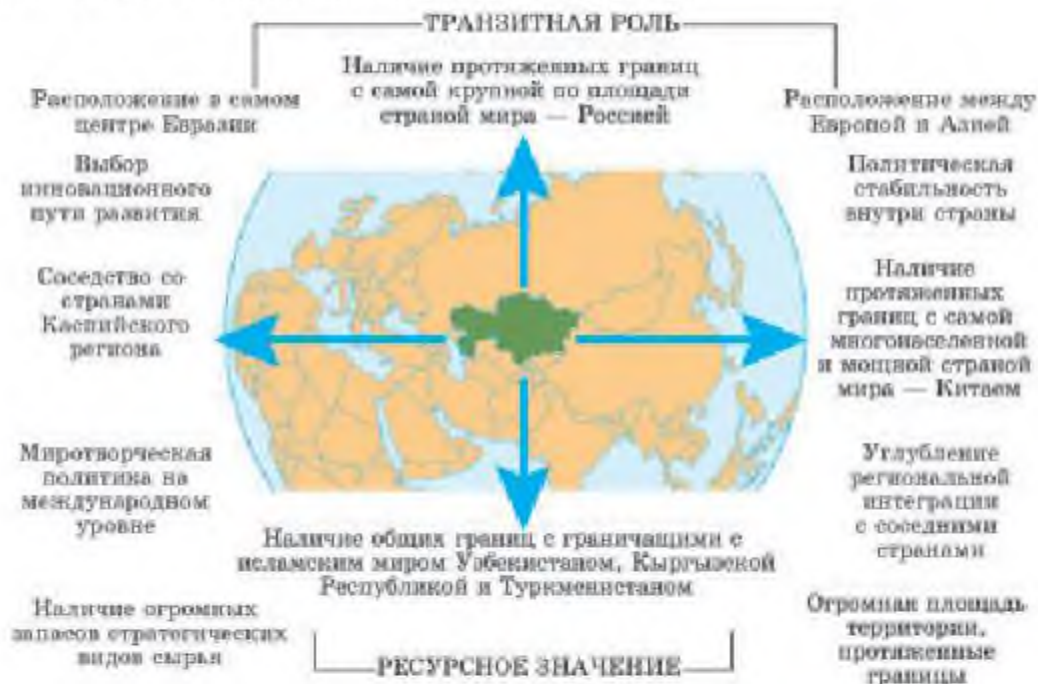 ТРАНЗИТНАЯ РОЛЬ
Наличие протяженных границ
с самой крупной по площади
страной мира — Россией
Расположение в самом
центре Евразии
Расположение между
Европой и Азией
Выбор
инновационного
пути развития
Политическая
стабильность
внутри страны
Соседство со
странами
Каспийского
региона
Наличие
протяженных
границ с самой
многонаселенной
и мощной страной
мира — Китаем
Миротворческая
политика на
международном
уровне
Углубление
региональной
интеграции
с соседними
странами
Наличие общих границ с граничащими с
исламским миром Узбекистаном, Кыргызской
Республикой и Туркменистаном
Наличие огромных
запасов стратегических
видов сырья
Огромная площадь
территории,
протяженные
границы
РЕСУРСНОЕ ЗНАЧЕНИЕ